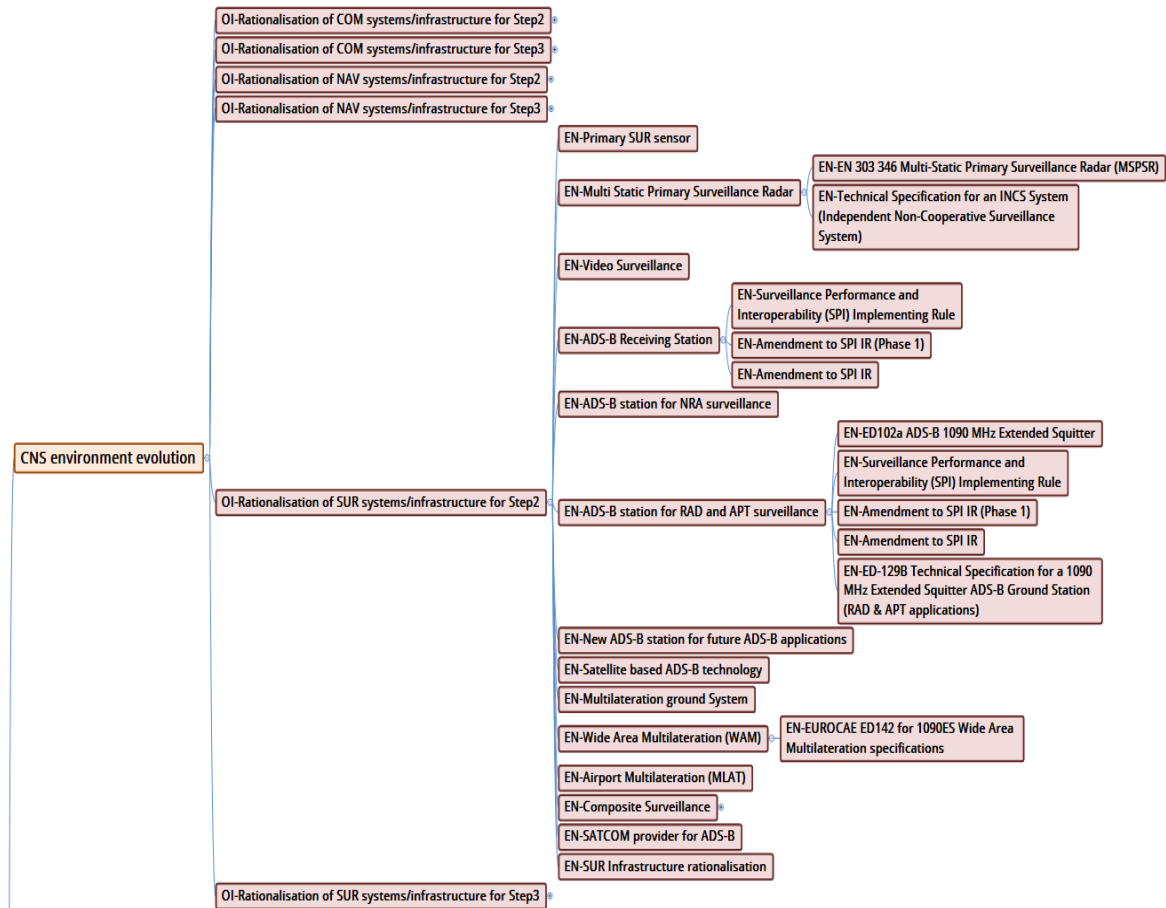 OI-Rationalisation of COM systems/infrastructure for Step2
OI-Rationalisation of COM systems/infrastructure for Step3
OI-Rationalisation of NAV systems/infrastructure for Step2
OI-Rationalisation of NAV systems/infrastructure for Step3
CNS environment evolution
OI-Rationalisation of SUR systems/infrastructure for Step2
EN-Primary SUR sensor
EN-Multi Static Primary Surveillance Radar
EN-EN 303 346 Multi-Static Primary Surveillance Radar (MSPSR)
EN-Technical Specification for an INCS System
(Independent Non-Cooperative Surveillance
System)
EN-Video Surveillance
EN-ADS-B Receiving Station
EN-Surveillance Performance and
Interoperability (SPI) Implementing Rule
EN-Amendment to SPI IR (Phase 1)
EN-Amendment to SPI IR
EN-ADS-B station for NRA surveillance
EN-ADS-B station for RAD and APT surveillance
EN-ED102a ADS-B 1090 MHz Extended Squitter
EN-Surveillance Performance and
Interoperability (SPI) Implementing Rule
EN-Amendment to SPI IR (Phase 1)
EN-Amendment to SPI IR
EN-ED-129B Technical Specification for a 1090
MHz Extended Squitter ADS-B Ground Station
(RAD & APT applications)
EN-New ADS-B station for future ADS-B applications
EN-Satellite based ADS-B technology
EN-Multilateration ground System
EN-Wide Area Multilateration (WAM)
EN-EUROCAE ED142 for 1090ES Wide Area
Multilateration specifications
EN-Airport Multilateration (MLAT)
EN-Composite Surveillance
EN-SATCOM provider for ADS-B
EN-SUR Infrastructure rationalisation
OI-Rationalisation of SUR systems/infrastructure for Step3